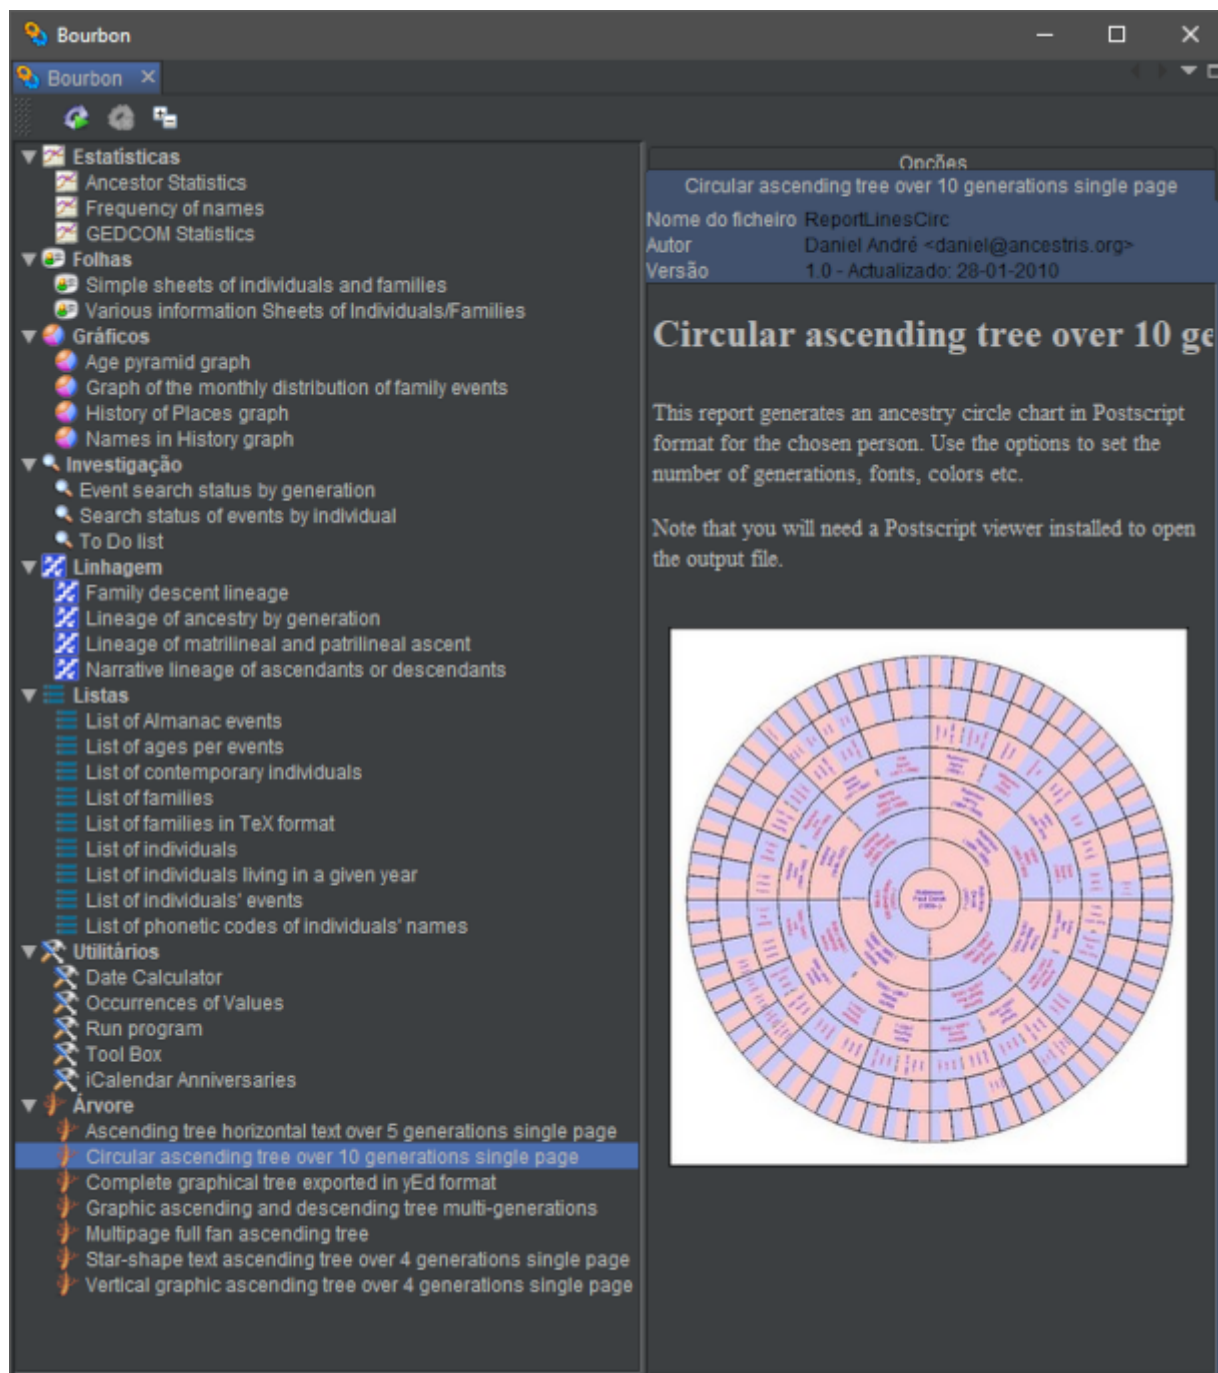 Bourbon
Bourbon
Estatísticas
Ancestor Statistics
Frequency of names
GEDCOM Statistics
Folhas
Simple sheets of individuals and families
Various information Sheets of Individuals/Families
Gráficos
Age pyramid graph
Graph of the monthly distribution of family events
History of Places graph
Names in History graph
Investigação
Event search status by generation
Search status of events by individual
To Do list
Linhagem
Family descent lineage
Lineage of ancestry by generation
Lineage of matrilineal and patrilineal ascent
Narrative lineage of ascendants or descendants
Listas
List of Almanac events
List of ages per events
List of contemporary individuals
List of families
List of families in TeX format
List of individuals
List of individuals living in a given year
List of individuals' events
List of phonetic codes of individuals' names
Utilitários
Date Calculator
Occurrences of Values
Run program
Tool Box
iCalendar Anniversaries
Árvore
Ascending tree horizontal text over 5 generations single page
Circular ascending tree over 10 generations single page
Complete graphical tree exported in yEd format
Graphic ascending and descending tree multi-generations
Multipage full fan ascending tree
Star-shape text ascending tree over 4 generations single page
Vertical graphic ascending tree over 4 generations single page
Opções
Circular ascending tree over 10 generations single page
Nome do ficheiro ReportLinesCirc
Autor Daniel André <daniel@ancestris.org>
Versão 1.0 - Actualizado: 28-01-2010
Circular ascending tree over 10 ge
This report generates an ancestry circle chart in Postscript
format for the chosen person. Use the options to set the
number of generations, fonts, colors etc.
Note that you will need a Postscript viewer installed to open
the output file.